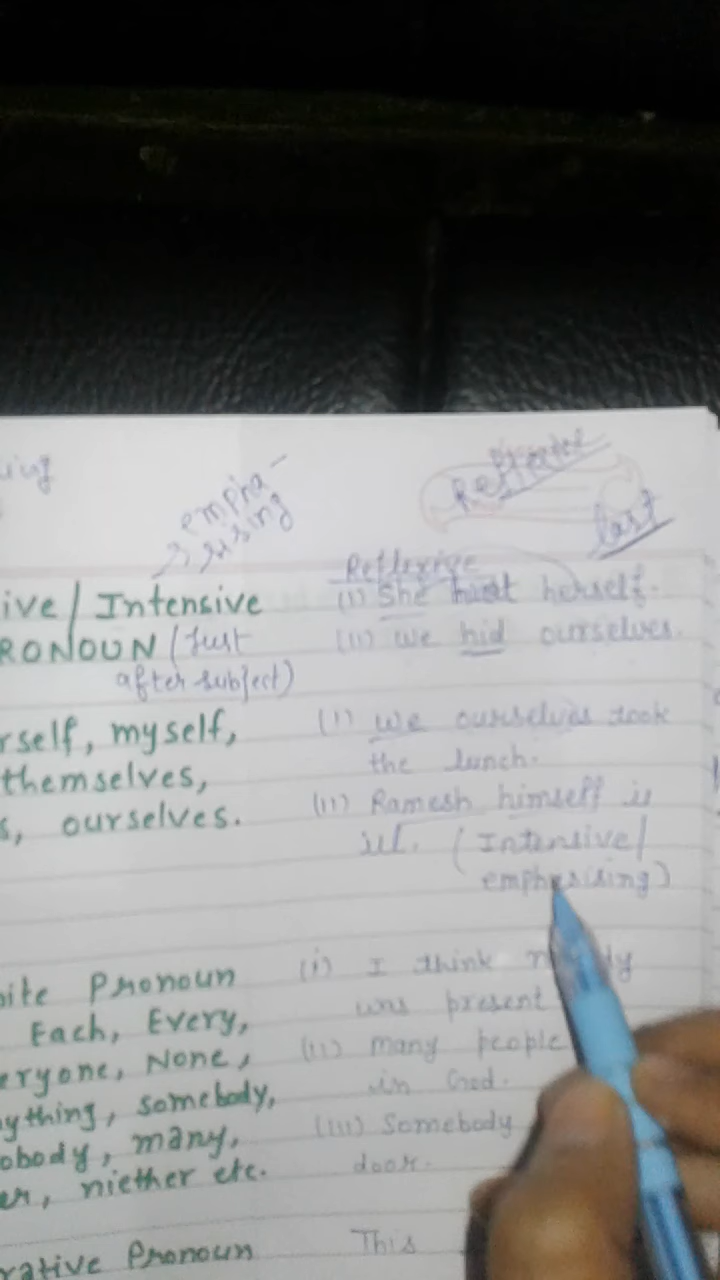 empha-
sising
last
Reflexive
ive / Intensive
(i) She hurt herself.
RONOUN (Just
(ii) we hid ourselves.
after subject)
rself, myself,
(i) we ourselves took
themselves,
the lunch.
s, ourselves.
(ii) Ramesh himself is
ill. (Intensive/
emphasising)
ite Pronoun
(i) I think
Each, Every,
was present
eryone, None,
(ii) many people
ything, somebody,
in God.
obody, many,
(iii) Somebody
er, niether etc.
door.
rative Pronoun
This